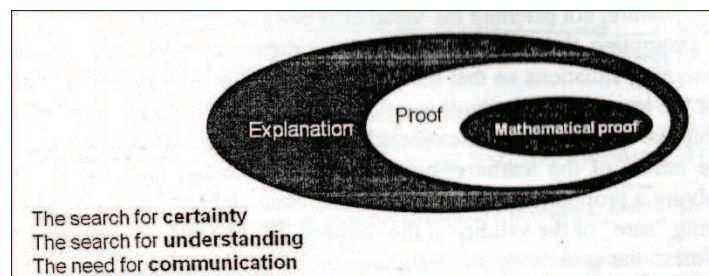 Proof
Explanation
Mathematical proof
The search for certainty
The search for understanding
The need for communication